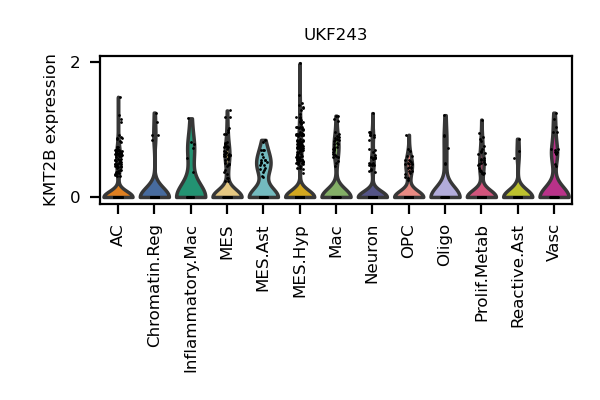 UKF243
KMT2B expression
2
0
AC
Chromatin.Reg
Inflammatory.Mac
MES
MES.Ast
MES.Hyp
Mac
Neuron
OPC
Oligo
Prolif.Metab
Reactive.Ast
Vasc